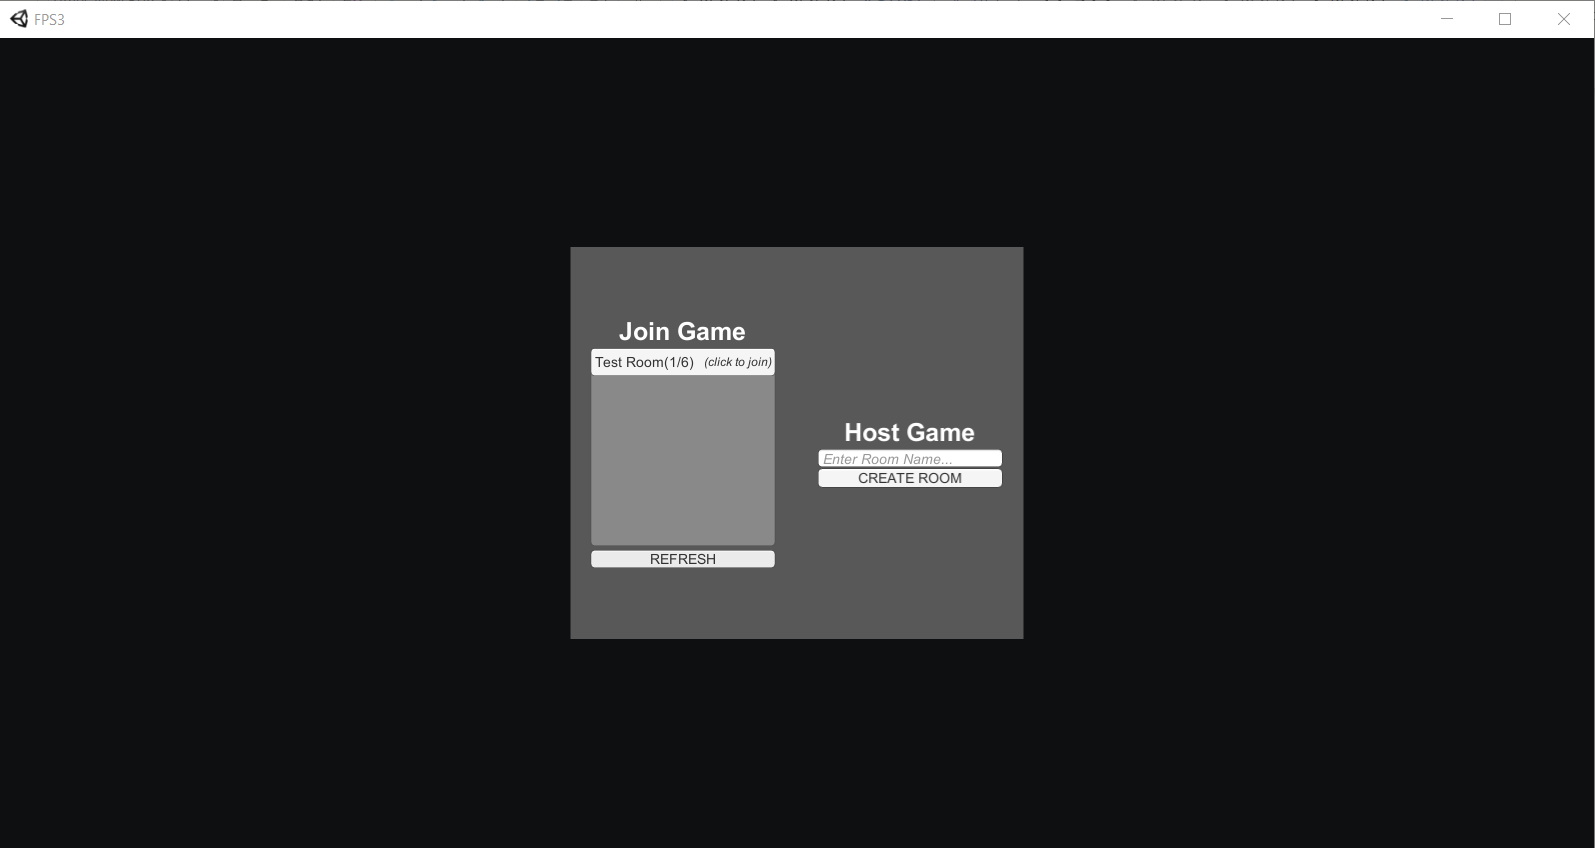 FPS3
Join Game
Test Room(1/6) (click to join)
REFRESH
Host Game
Enter Room Name...
CREATE ROOM